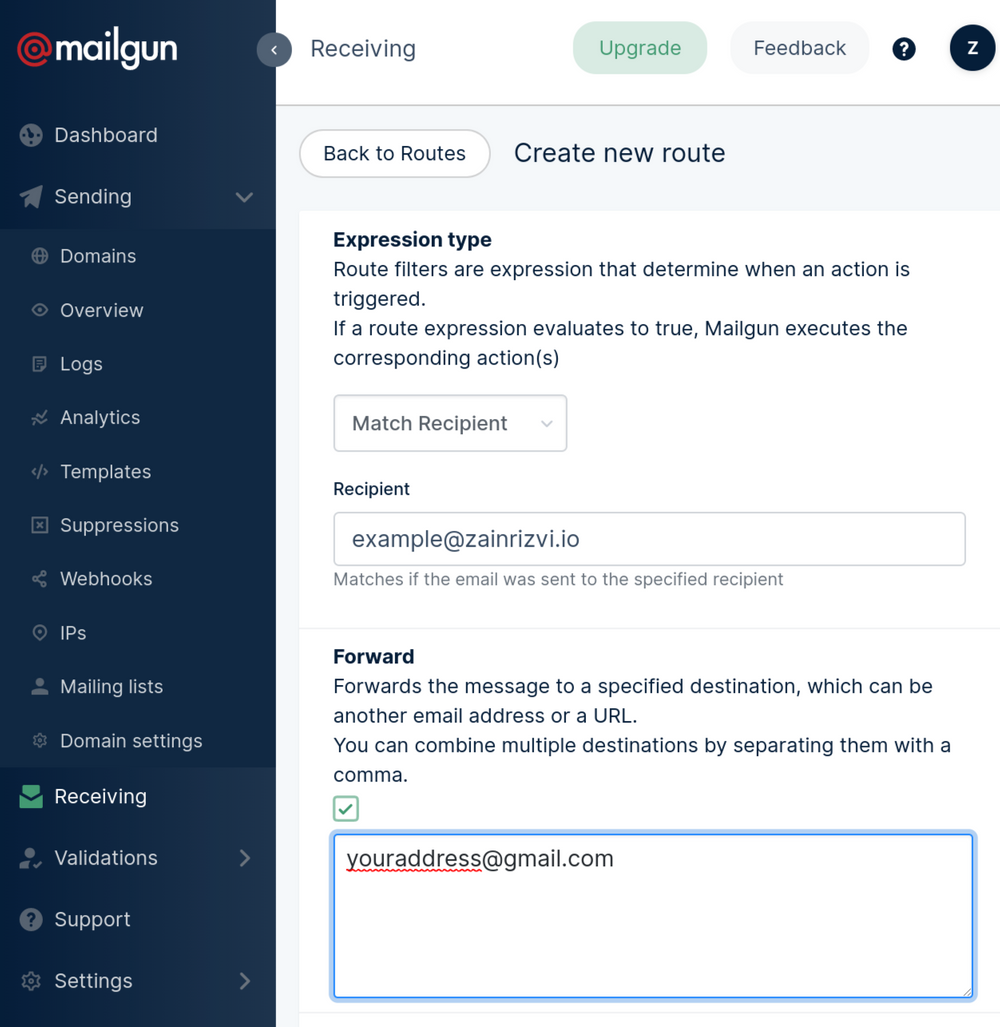 mailgun
Receiving
Upgrade
Feedback
?
Z
Dashboard
Sending
Domains
Overview
Logs
Analytics
Templates
Suppressions
Webhooks
IPs
Mailing lists
Domain settings
Receiving
Validations
Support
Settings
Back to Routes
Create new route
Expression type
Route filters are expression that determine when an action is
triggered.
If a route expression evaluates to true, Mailgun executes the
corresponding action(s)
Match Recipient
Recipient
example@zainrizvi.io
Matches if the email was sent to the specified recipient
Forward
Forwards the message to a specified destination, which can be
another email address or a URL.
You can combine multiple destinations by separating them with a
comma.
youraddress@gmail.com